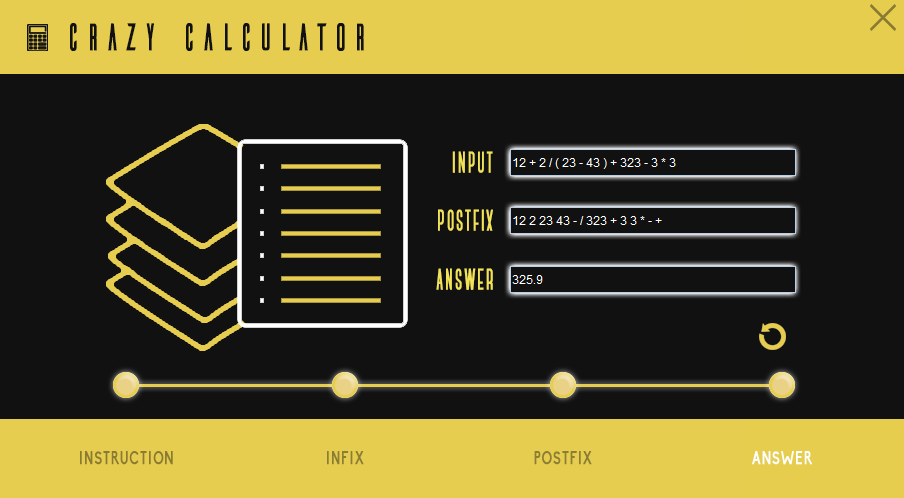 CRAZY CALCULATOR
INPUT 12 + 2 / ( 23 - 43 ) + 323 - 3 * 3
POSTFIX 12 2 23 43 - / 323 + 3 3 * - +
ANSWER 325.9
INSTRUCTION INFIX POSTFIX ANSWER